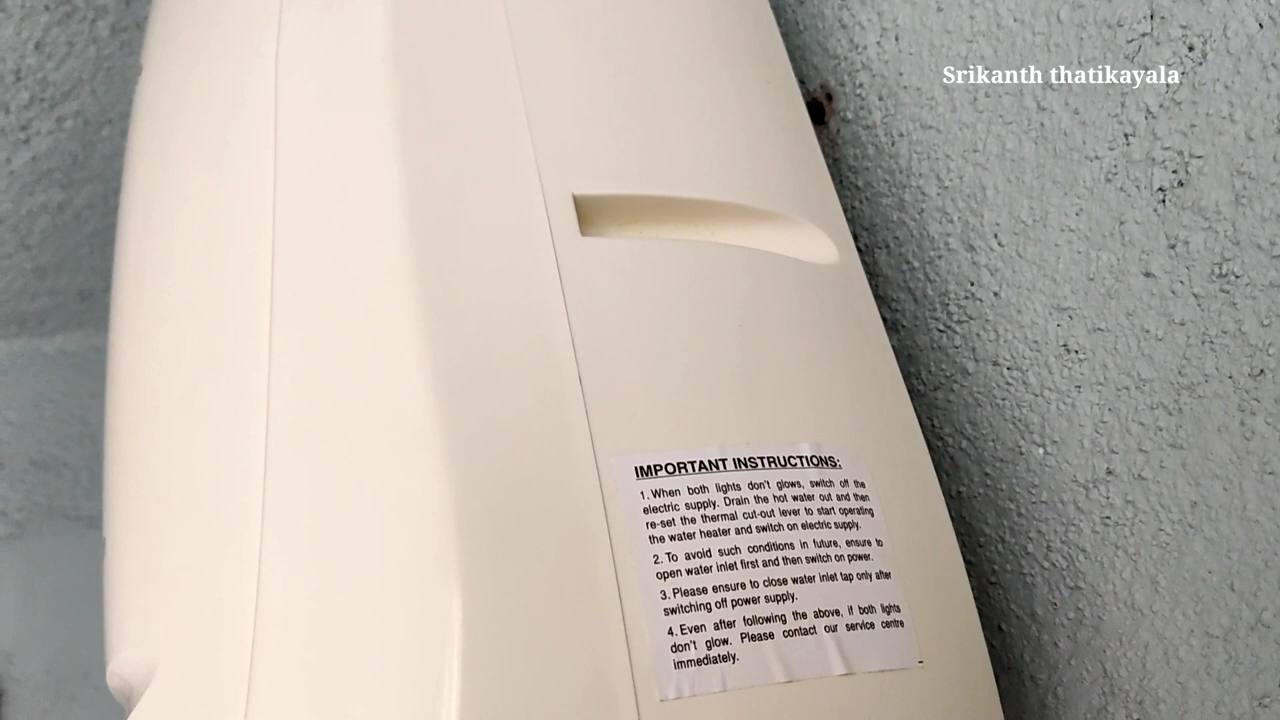 Srikanth thatikayala
IMPORTANT INSTRUCTIONS:
1. When both lights don't glows, switch off the
electric supply. Drain the hot water out and then
re-set the thermal cut-out lever to start operating
the water heater and switch on electric supply.
2. To avoid such conditions in future, ensure to
open water inlet first and then switch on power.
3. Please ensure to close water inlet tap only after
switching off power supply.
4. Even after following the above, if both lights
don't glow. Please contact our service centre
immediately.